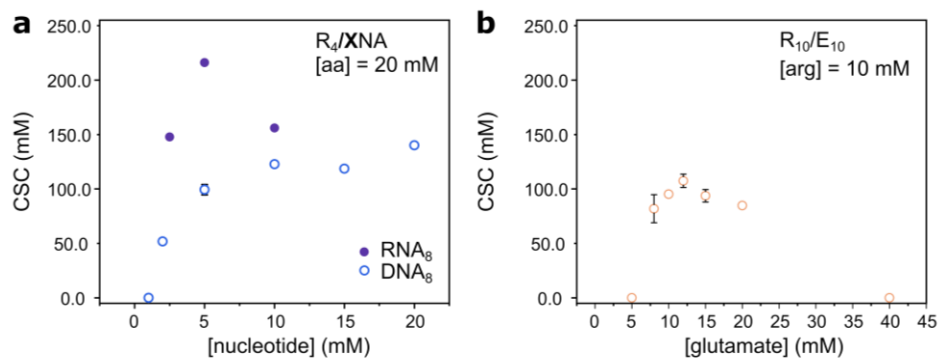 a
R₄/XNA
[aa] = 20 mM
CSC (mM)
250.0
200.0
150.0
100.0
50.0
0.0
RNA₈
DNA₈
0 5 10 15 20
[nucleotide] (mM)
b
R₁₀/E₁₀
[arg] = 10 mM
CSC (mM)
250.0
200.0
150.0
100.0
50.0
0.0
0 5 10 15 20 25 30 35 40 45
[glutamate] (mM)